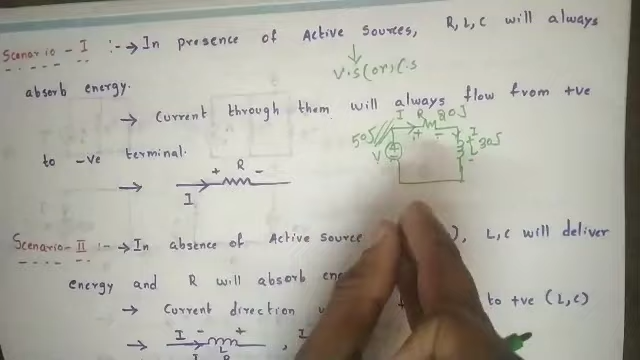 Scenario - I :- → In presence of Active Sources, R, L, C will always
V.S (or) C.S
absorb energy.
→ Current through them will always flow from +ve
to -ve terminal.
50J V I R 20J + - I L 30J + -
→ I + R -
Scenario - II :- → In absence of Active Source L, C will deliver
energy and R will absorb
→ Current direction to +ve (L,C)
→ I - L +